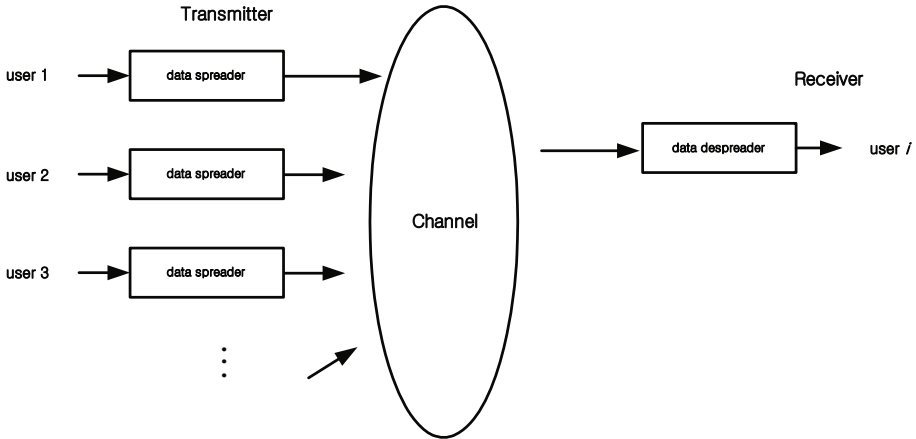 Transmitter
user 1
data spreader
Receiver
user 2
data spreader
data despreader
user i
Channel
user 3
data spreader